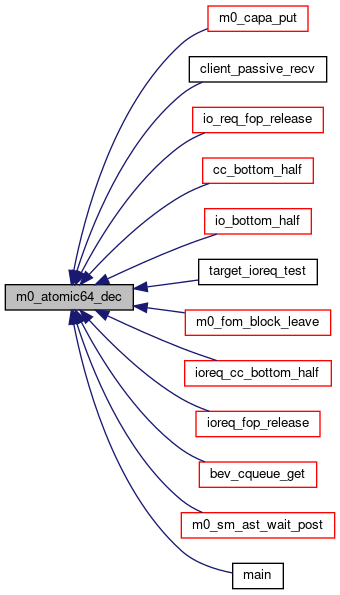 m0_capa_put
client_passive_recv
io_req_fop_release
cc_bottom_half
io_bottom_half
target_ioreq_test
m0_atomic64_dec
m0_fom_block_leave
ioreq_cc_bottom_half
ioreq_fop_release
bev_cqueue_get
m0_sm_ast_wait_post
main